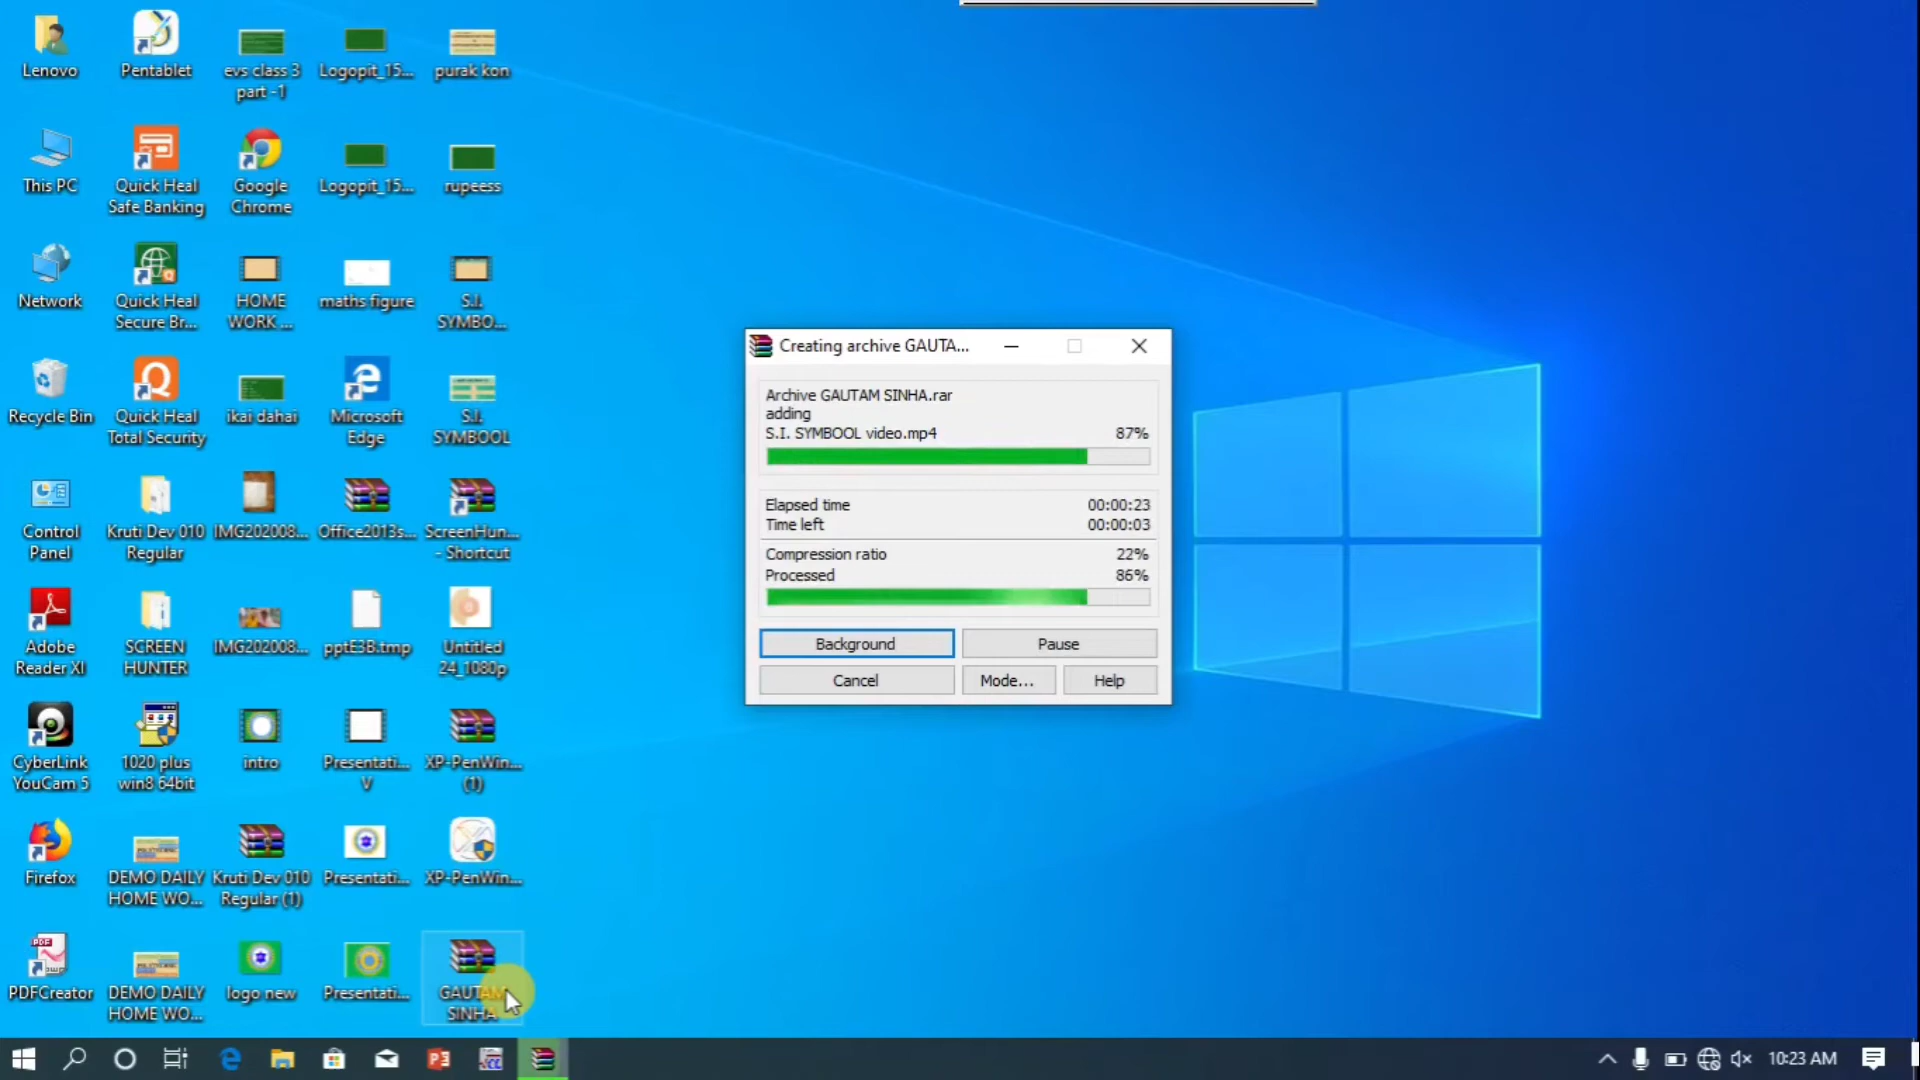 Lenovo
Pentablet
evs class 3
part -1
Logopit_15...
purak kon
This PC
Quick Heal
Safe Banking
Google
Chrome
Logopit_15...
rupeess
Network
Quick Heal
Secure Br...
HOME
WORK ...
maths figure
S.I.
SYMBO...
Recycle Bin
Quick Heal
Total Security
ikai dahai
Microsoft
Edge
S.I.
SYMBOOL
Control
Panel
Kruti Dev 010
Regular
IMG202008...
Office2013s...
ScreenHun...
- Shortcut
Adobe
Reader XI
SCREEN
HUNTER
IMG202008...
pptE3B.tmp
Untitled
24_1080p
CyberLink
YouCam 5
1020 plus
win8 64bit
intro
Presentati...
V
XP-PenWin...
(1)
Firefox
DEMO DAILY
HOME WO...
Kruti Dev 010
Regular (1)
Presentati...
XP-PenWin...
PDFCreator
DEMO DAILY
HOME WO...
logo new
Presentati...
GAUTAM
SINHA
Creating archive GAUTA...
Archive GAUTAM SINHA.rar
adding
S.I. SYMBOOL video.mp4 87%
Elapsed time 00:00:23
Time left 00:00:03
Compression ratio 22%
Processed 86%
Background Pause
Cancel Mode... Help
10:23 AM